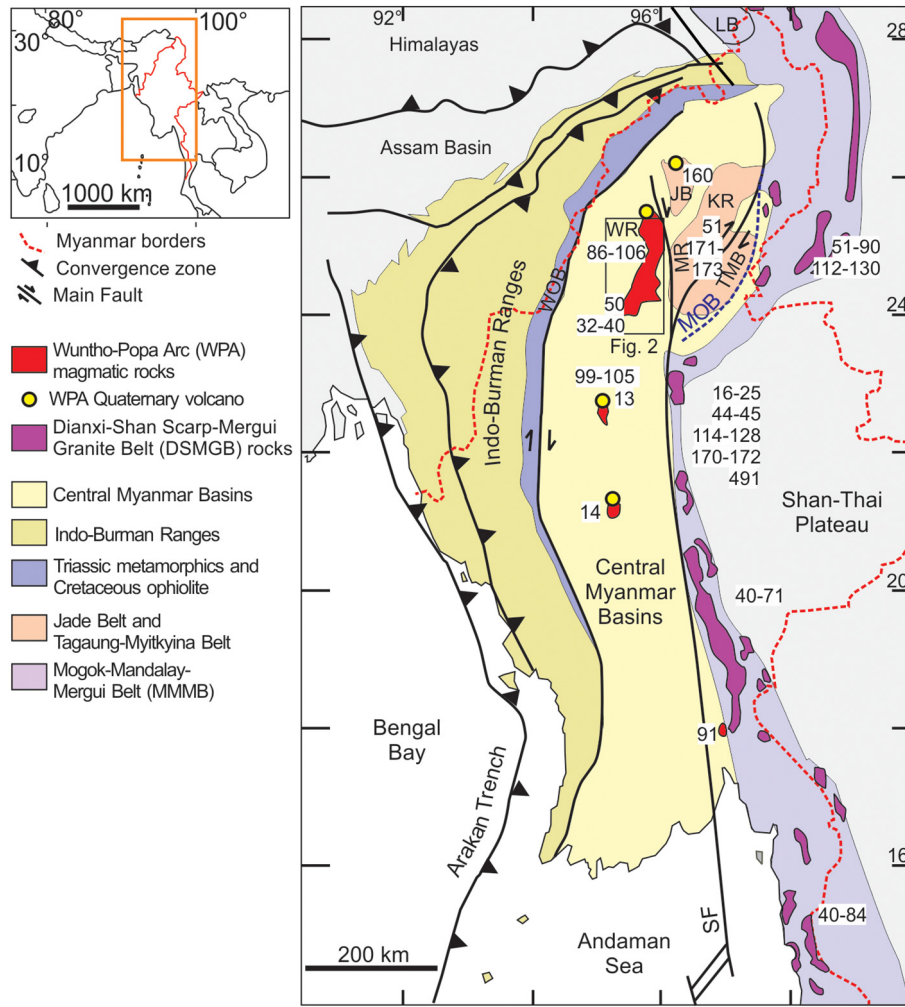 80°
100°
30°
10°
1000 km
Myanmar borders
Convergence zone
Main Fault
Wuntho-Popa Arc (WPA)
magmatic rocks
WPA Quaternary volcano
Dianxi-Shan Scarp-Mergui
Granite Belt (DSMGB) rocks
Central Myanmar Basins
Indo-Burman Ranges
Triassic metamorphics and
Cretaceous ophiolite
Jade Belt and
Tagaung-Myitkyina Belt
Mogok-Mandalay-
Mergui Belt (MMMB)
92°
96°
LB
28
Himalayas
Assam Basin
160
JB
KR
WR
86-106
51
171-
173
MR
TMB
51-90
112-130
WOB
50
32-40
24
MOB
Fig. 2
Indo-Burman Ranges
99-105
13
16-25
44-45
114-128
170-172
491
Shan-Thai
Plateau
14
Central
Myanmar
Basins
20
40-71
91
Bengal
Bay
Arakan Trench
16
40-84
SF
Andaman
Sea
200 km